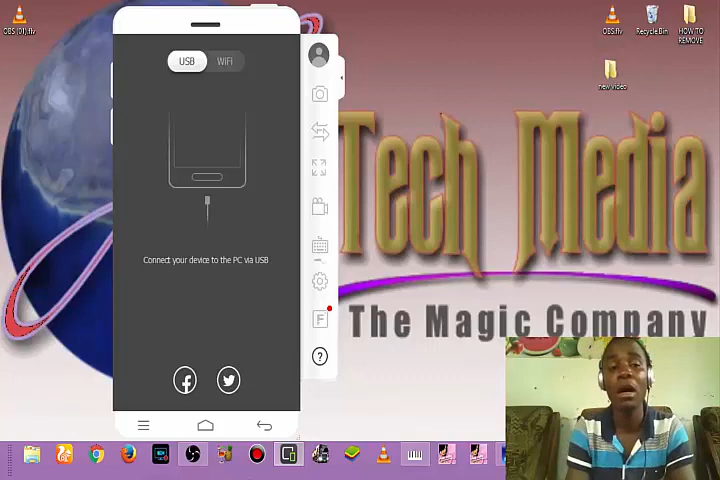 OBS (01).flv
OBS.flv
Recycle Bin
HOW TO
REMOVE
new video
USB
WiFi
Connect your device to the PC via USB
F
?
Tech Media
The Magic Company